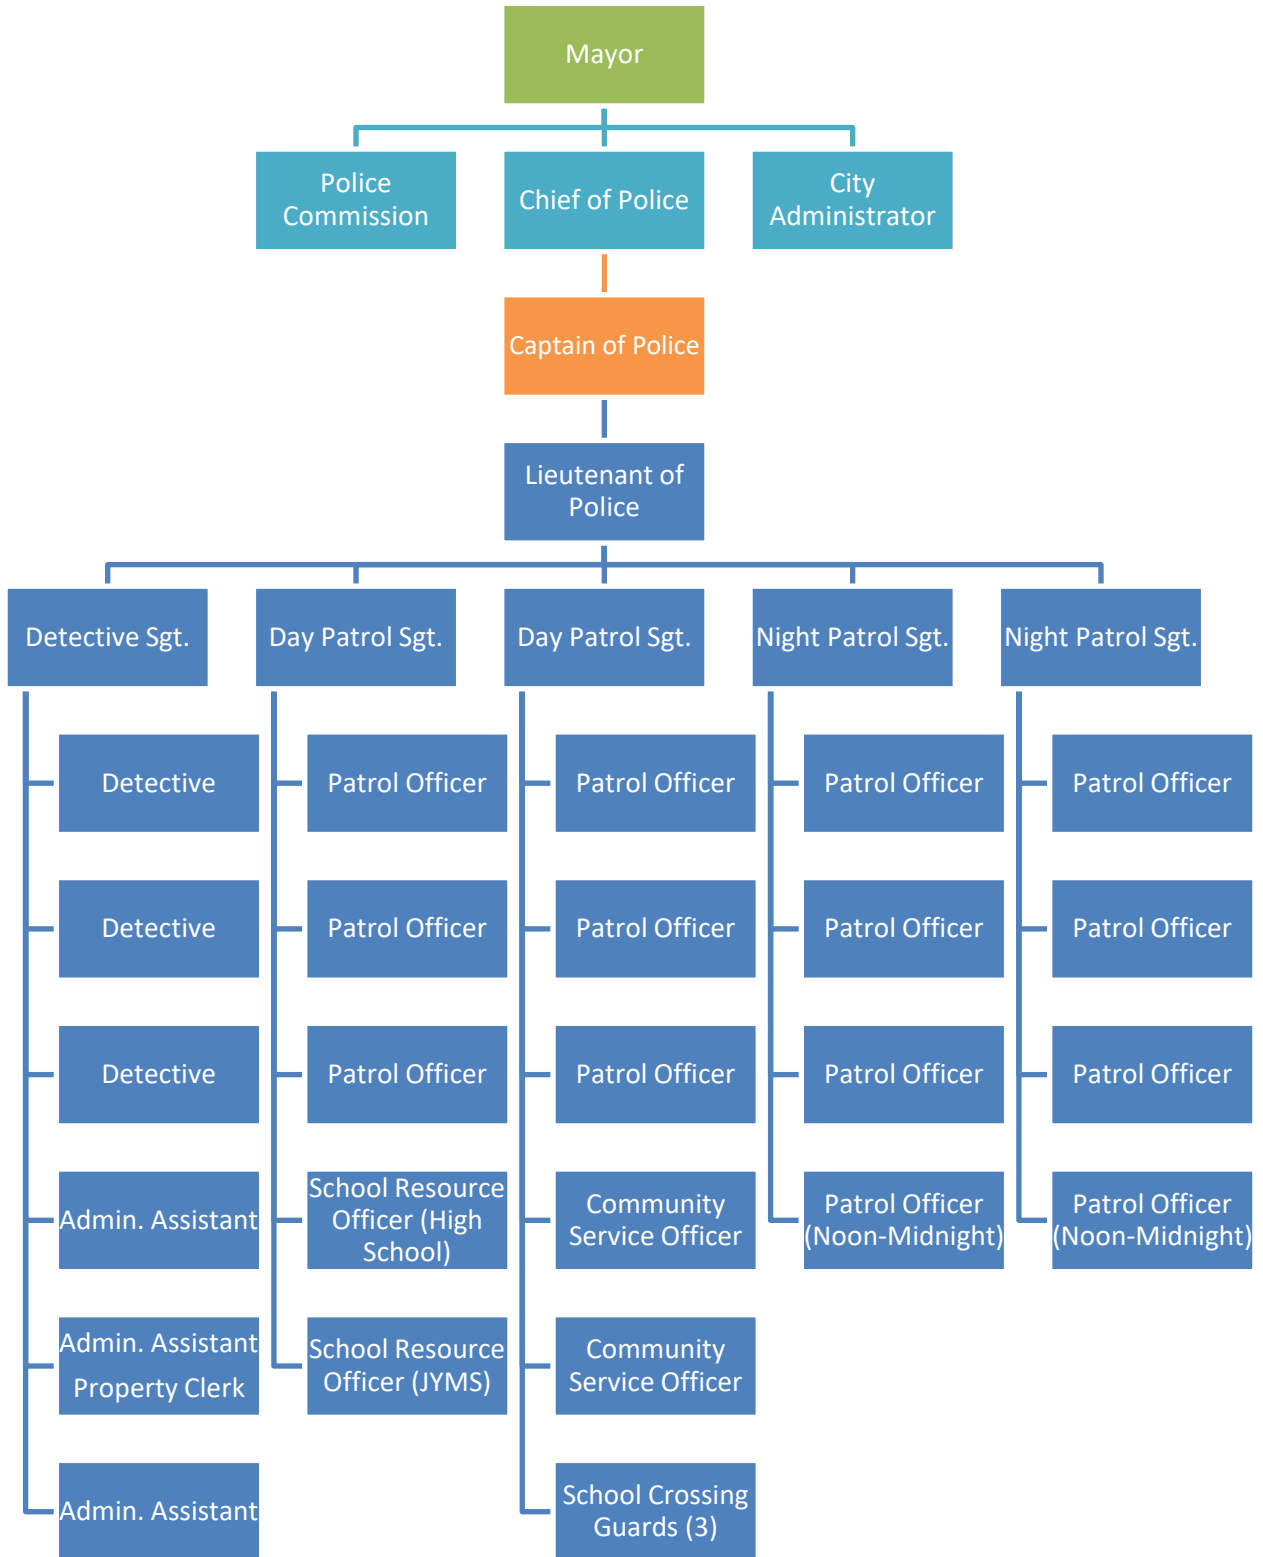 Mayor
Police
Commission
Chief of Police
City
Administrator
Captain of Police
Lieutenant of
Police
Detective Sgt.
Day Patrol Sgt.
Day Patrol Sgt.
Night Patrol Sgt.
Night Patrol Sgt.
Detective
Patrol Officer
Patrol Officer
Patrol Officer
Patrol Officer
Detective
Patrol Officer
Patrol Officer
Patrol Officer
Patrol Officer
Detective
Patrol Officer
Patrol Officer
Patrol Officer
Patrol Officer
Admin. Assistant
School Resource
Officer (High
School)
Community
Service Officer
Patrol Officer
(Noon-Midnight)
Patrol Officer
(Noon-Midnight)
Admin. Assistant
Property Clerk
School Resource
Officer (JYMS)
Community
Service Officer
Admin. Assistant
School Crossing
Guards (3)